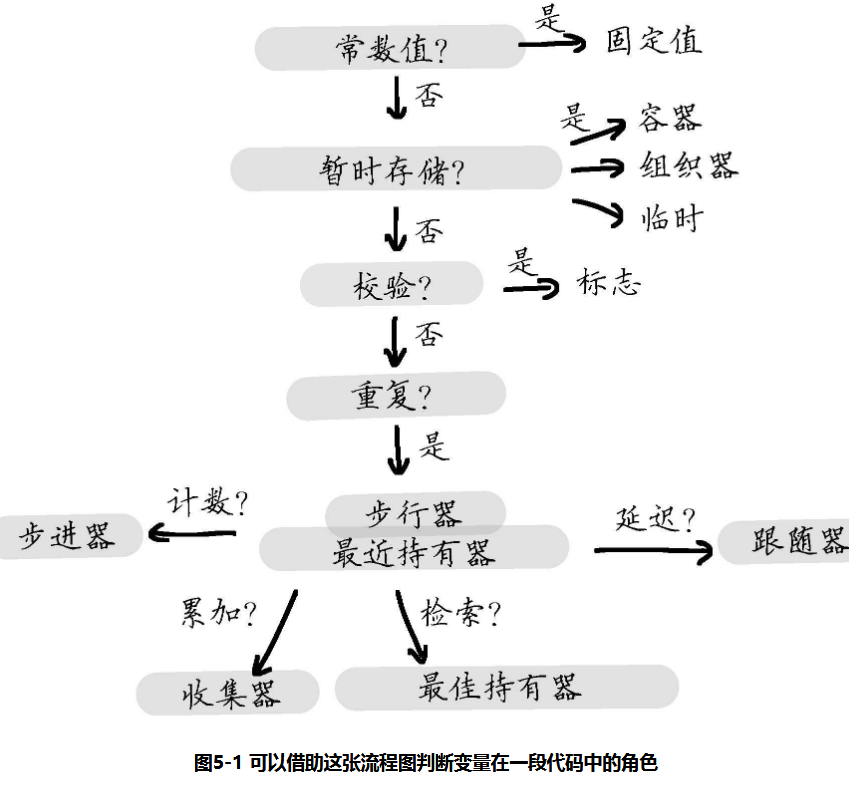 常数值？
是
固定值
否
暂时存储？
是
容器
组织器
临时
否
校验？
是
标志
否
重复？
是
计数？
步进器
步行器
最近持有器
延迟？
跟随器
累加？
检索？
收集器
最佳持有器
图5-1 可以借助这张流程图判断变量在一段代码中的角色